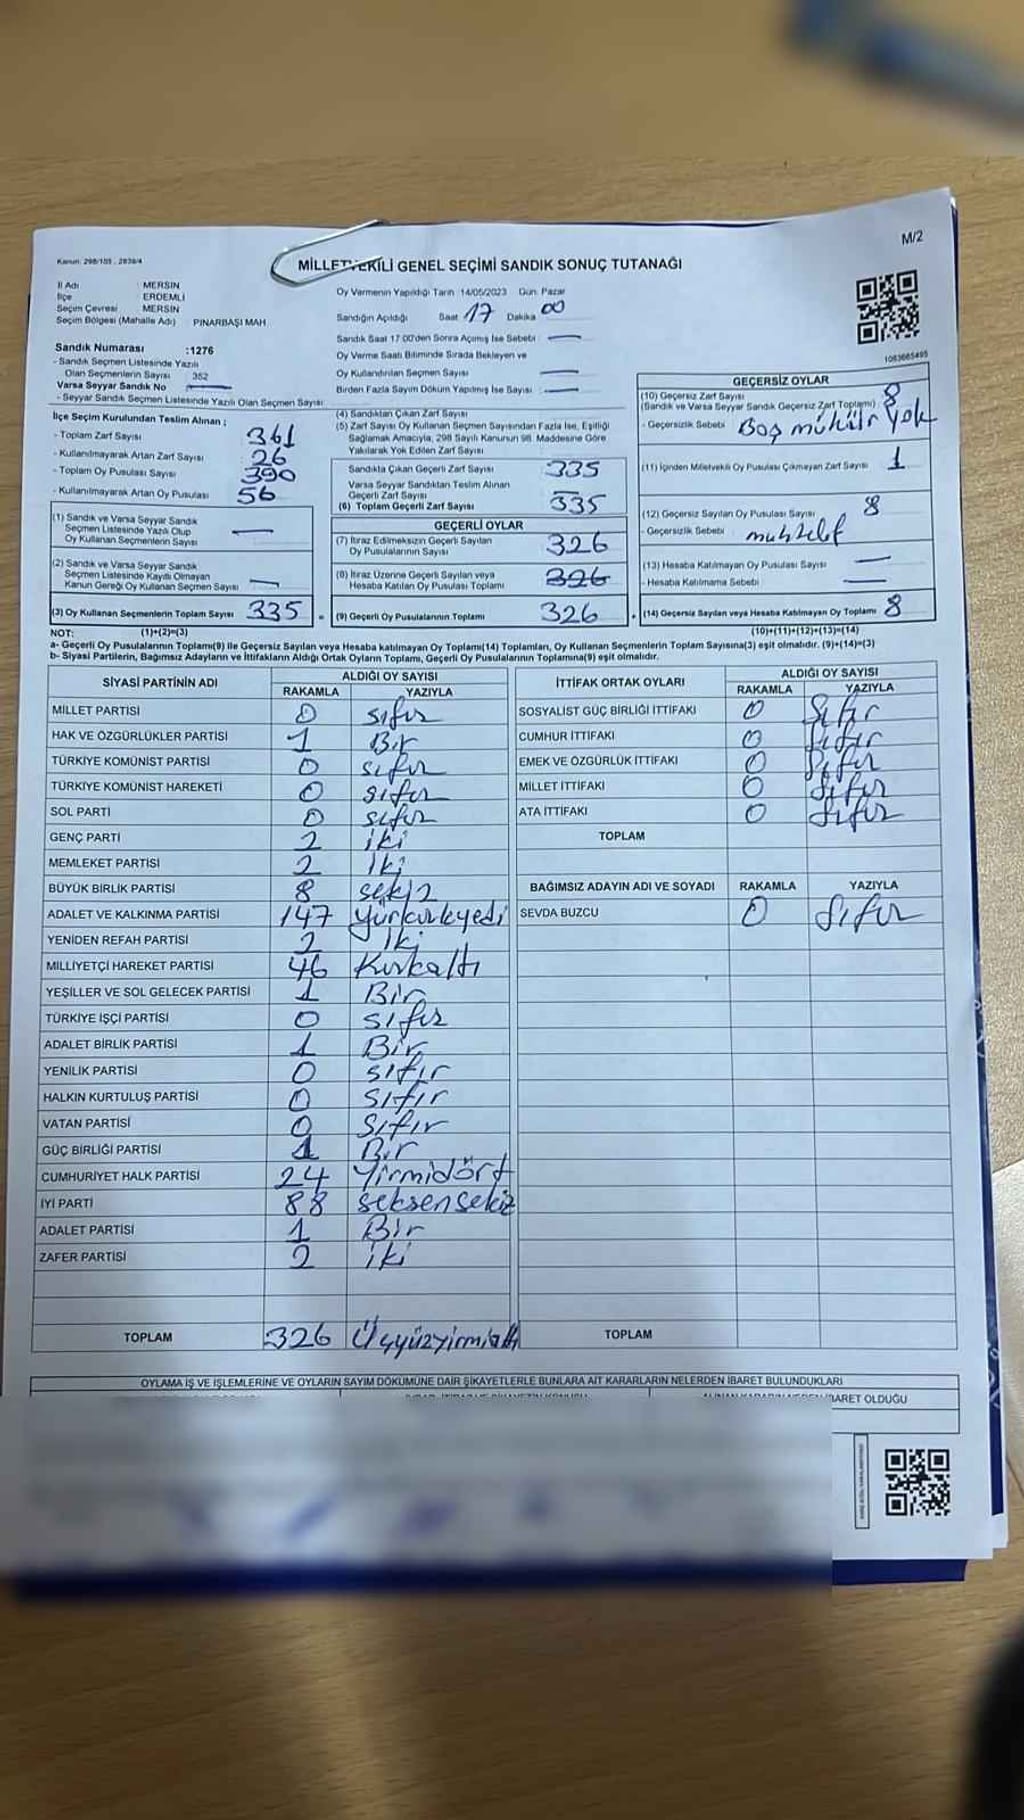 M/2
Kanun: 298/105 , 2839/4
MİLLETVEKİLİ GENEL SEÇİMİ SANDIK SONUÇ TUTANAĞI
İl Adı MERSİN
İlçe ERDEMLİ
Seçim Çevresi MERSİN
Seçim Bölgesi (Mahalle Adı) PINARBAŞI MAH
Sandık Numarası :1276
- Sandık Seçmen Listesinde Yazılı
Olan Seçmenlerin Sayısı : 352
Varsa Seyyar Sandık No —
- Seyyar Sandık Seçmen Listesinde Yazılı Olan Seçmen Sayısı
Oy Vermenin Yapıldığı Tarih :14/05/2023 Gün: Pazar
Sandığın Açıldığı Saat 17 Dakika 00
Sandık Saat 17:00'den Sonra Açılmış İse Sebebi —
Oy Verme Saati Bitiminde Sırada Bekleyen ve
Oy Kullandırılan Seçmen Sayısı —
Birden Fazla Sayım Döküm Yapılmış İse Sayısı : —
1083665495
İlçe Seçim Kurulundan Teslim Alınan ;
- Toplam Zarf Sayısı 361
- Kullanılmayarak Artan Zarf Sayısı 26
- Toplam Oy Pusulası Sayısı 390
- Kullanılmayarak Artan Oy Pusulası 56
(1) Sandık ve Varsa Seyyar Sandık
Seçmen Listesinde Yazılı Olup
Oy Kullanan Seçmenlerin Sayısı —
(2) Sandık ve Varsa Seyyar Sandık
Seçmen Listesinde Kayıtlı Olmayan
Kanun Gereği Oy Kullanan Seçmen Sayısı —
(3) Oy Kullanan Seçmenlerin Toplam Sayısı 335 =
(4) Sandıktan Çıkan Zarf Sayısı
(5) Zarf Sayısı Oy Kullanan Seçmen Sayısından Fazla İse, Eşitliği
Sağlamak Amacıyla, 298 Sayılı Kanunun 98. Maddesine Göre
Yakılarak Yok Edilen Zarf Sayısı
Sandıkta Çıkan Geçerli Zarf Sayısı 335
Varsa Seyyar Sandıktan Teslim Alınan
Geçerli Zarf Sayısı —
(6) Toplam Geçerli Zarf Sayısı 335
GEÇERLİ OYLAR
(7) İtiraz Edilmeksizin Geçerli Sayılan
Oy Pusulalarının Sayısı 326
(8) İtiraz Üzerine Geçerli Sayılan veya
Hesaba Katılan Oy Pusulası Toplamı 326
(9) Geçerli Oy Pusulalarının Toplamı 326 +
GEÇERSİZ OYLAR
(10) Geçersiz Zarf Sayısı
(Sandık ve Varsa Seyyar Sandık Geçersiz Zarf Toplamı) : 8
- Geçersizlik Sebebi Boş mühür yok
(11) İçinden Milletvekili Oy Pusulası Çıkmayan Zarf Sayısı 1
(12) Geçersiz Sayılan Oy Pusulası Sayısı 8
- Geçersizlik Sebebi muhtelif
(13) Hesaba Katılmayan Oy Pusulası Sayısı —
- Hesaba Katılmama Sebebi —
(14) Geçersiz Sayılan veya Hesaba Katılmayan Oy Toplamı 8
NOT: (1)+(2)=(3) (10)+(11)+(12)+(13)=(14)
a- Geçerli Oy Pusulalarının Toplamı(9) ile Geçersiz Sayılan veya Hesaba katılmayan Oy Toplamı(14) Toplamları, Oy Kullanan Seçmenlerin Toplam Sayısına(3) eşit olmalıdır. (9)+(14)=(3)
b- Siyasi Partilerin, Bağımsız Adayların ve İttifakların Aldığı Ortak Oyların Toplamı, Geçerli Oy Pusulalarının Toplamına(9) eşit olmalıdır.
SİYASİ PARTİNİN ADI ALDIĞI OY SAYISI
RAKAMLA YAZIYLA
MİLLET PARTİSİ 0 sıfır
HAK VE ÖZGÜRLÜKLER PARTİSİ 1 Bir
TÜRKİYE KOMÜNİST PARTİSİ 0 sıfır
TÜRKİYE KOMÜNİST HAREKETİ 0 sıfır
SOL PARTİ 0 sıfır
GENÇ PARTİ 2 iki
MEMLEKET PARTİSİ 2 iki
BÜYÜK BİRLİK PARTİSİ 8 sekiz
ADALET VE KALKINMA PARTİSİ 147 yürkırkyedi
YENİDEN REFAH PARTİSİ 2 iki
MİLLİYETÇİ HAREKET PARTİSİ 46 Kırkaltı
YEŞİLLER VE SOL GELECEK PARTİSİ 1 Bir
TÜRKİYE İŞÇİ PARTİSİ 0 sıfır
ADALET BİRLİK PARTİSİ 1 Bir
YENİLİK PARTİSİ 0 sıfır
HALKIN KURTULUŞ PARTİSİ 0 sıfır
VATAN PARTİSİ 0 sıfır
GÜÇ BİRLİĞİ PARTİSİ 1 Bir
CUMHURİYET HALK PARTİSİ 24 Yirmidört
İYİ PARTİ 88 seksensekiz
ADALET PARTİSİ 1 Bir
ZAFER PARTİSİ 2 iki
TOPLAM 326 Üçyüzyirmialtı
İTTİFAK ORTAK OYLARI ALDIĞI OY SAYISI
RAKAMLA YAZIYLA
SOSYALİST GÜÇ BİRLİĞİ İTTİFAKI 0 Sıfır
CUMHUR İTTİFAKI 0 Sıfır
EMEK VE ÖZGÜRLÜK İTTİFAKI 0 Sıfır
MİLLET İTTİFAKI 0 Sıfır
ATA İTTİFAKI 0 Sıfır
TOPLAM
BAĞIMSIZ ADAYIN ADI VE SOYADI RAKAMLA YAZIYLA
SEVDA BUZCU 0 Sıfır
TOPLAM
OYLAMA İŞ VE İŞLEMLERİNE VE OYLARIN SAYIM DÖKÜMÜNE DAİR ŞİKAYETLERLE BUNLARA AİT KARARLARIN NELERDEN İBARET BULUNDUKLARI
İBARET OLDUĞU